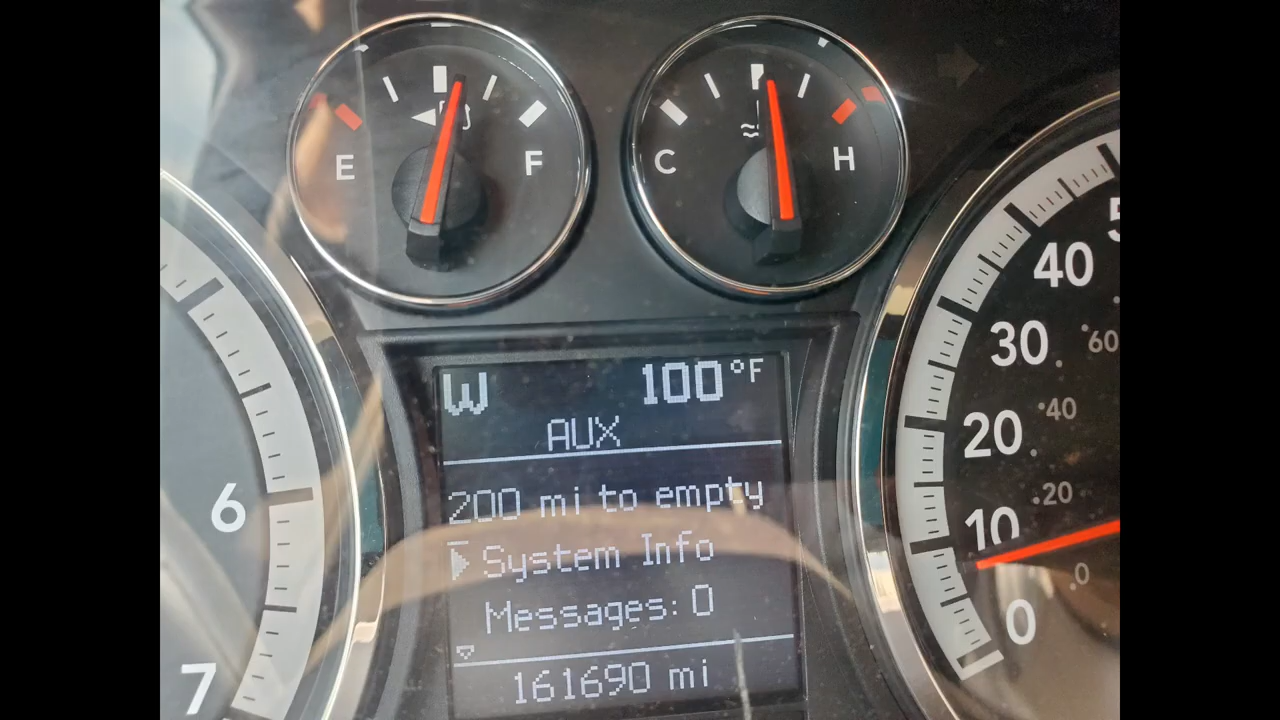 E F
C H
W 100°F
AUX
200 mi to empty
System Info
Messages: 0
161690 mi
6
7
40
30
20
10
0
60
40
20
0